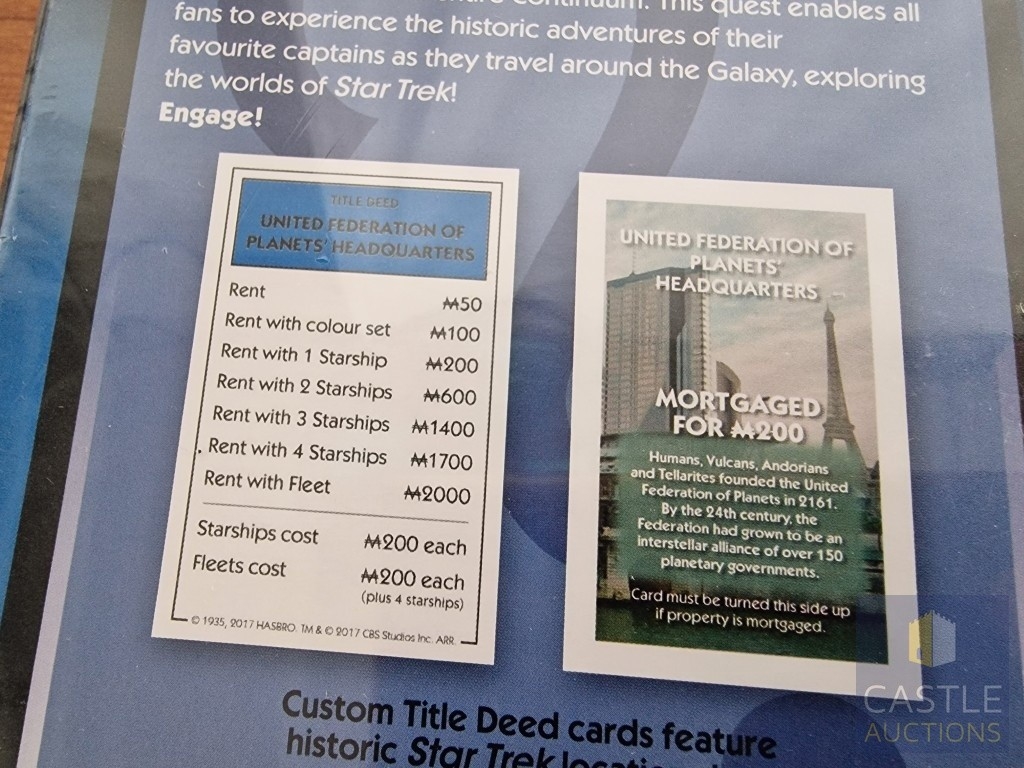 entire continuum. This quest enables all
fans to experience the historic adventures of their
favourite captains as they travel around the Galaxy, exploring
the worlds of Star Trek!
Engage!
TITLE DEED
UNITED FEDERATION OF
PLANETS' HEADQUARTERS
Rent ₩50
Rent with colour set ₩100
Rent with 1 Starship ₩200
Rent with 2 Starships ₩600
Rent with 3 Starships ₩1400
Rent with 4 Starships ₩1700
Rent with Fleet ₩2000
Starships cost ₩200 each
Fleets cost ₩200 each
(plus 4 starships)
© 1935, 2017 HASBRO. TM & © 2017 CBS Studios Inc. ARR.
UNITED FEDERATION OF
PLANETS'
HEADQUARTERS
MORTGAGED
FOR ₩200
Humans, Vulcans, Andorians
and Tellarites founded the United
Federation of Planets in 2161.
By the 24th century, the
Federation had grown to be an
interstellar alliance of over 150
planetary governments.
Card must be turned this side up
if property is mortgaged.
Custom Title Deed cards feature
historic Star Trek
CASTLE
AUCTIONS